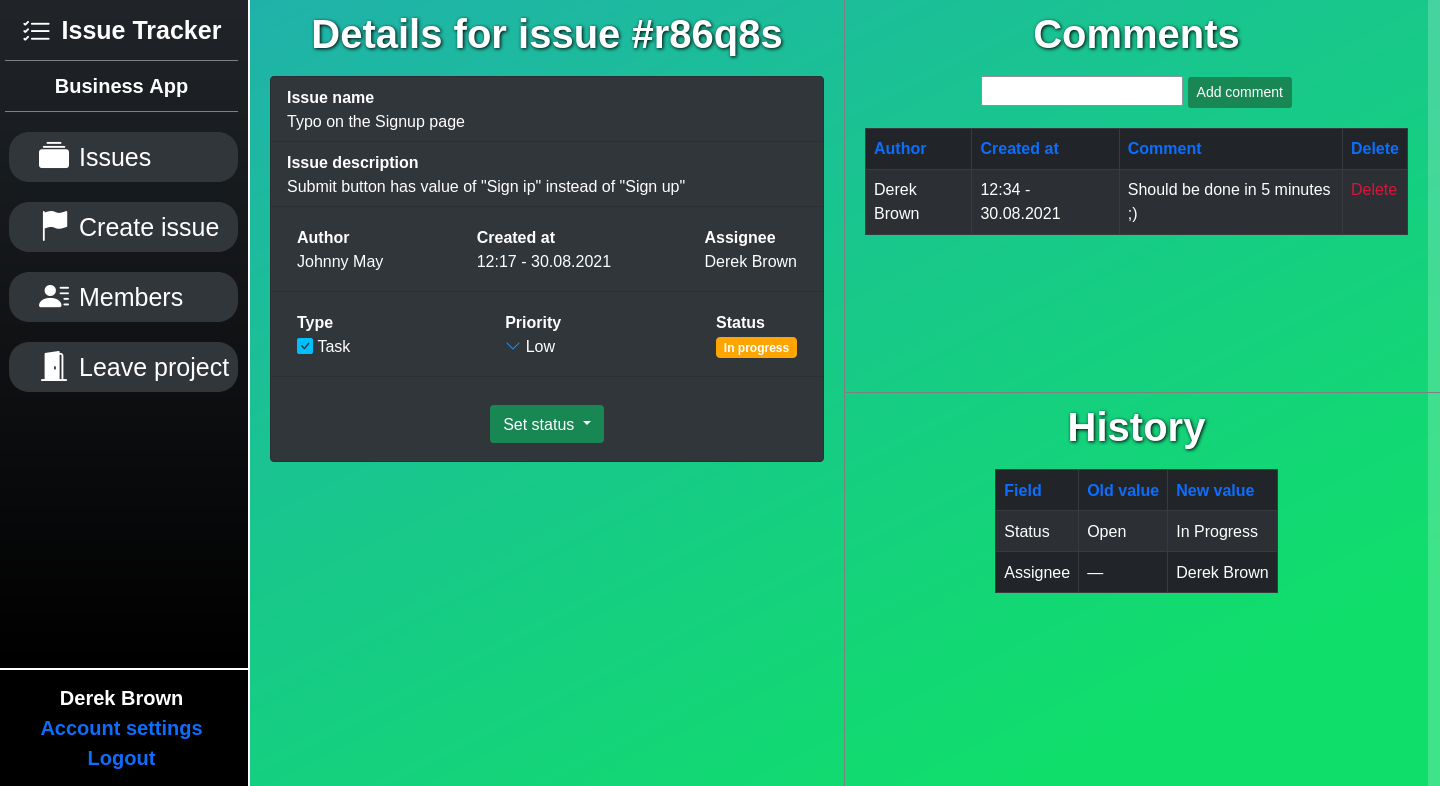 Issue Tracker
Business App
Issues
Create issue
Members
Leave project
Derek Brown
Account settings
Logout
Details for issue #r86q8s
Issue name
Typo on the Signup page
Issue description
Submit button has value of "Sign ip" instead of "Sign up"
Author Created at Assignee
Johnny May 12:17 - 30.08.2021 Derek Brown
Type Priority Status
Task Low In progress
Set status
Comments
Add comment
Author Created at Comment Delete
Derek 12:34 - Should be done in 5 minutes Delete
Brown 30.08.2021 ;)
History
Field Old value New value
Status Open In Progress
Assignee — Derek Brown